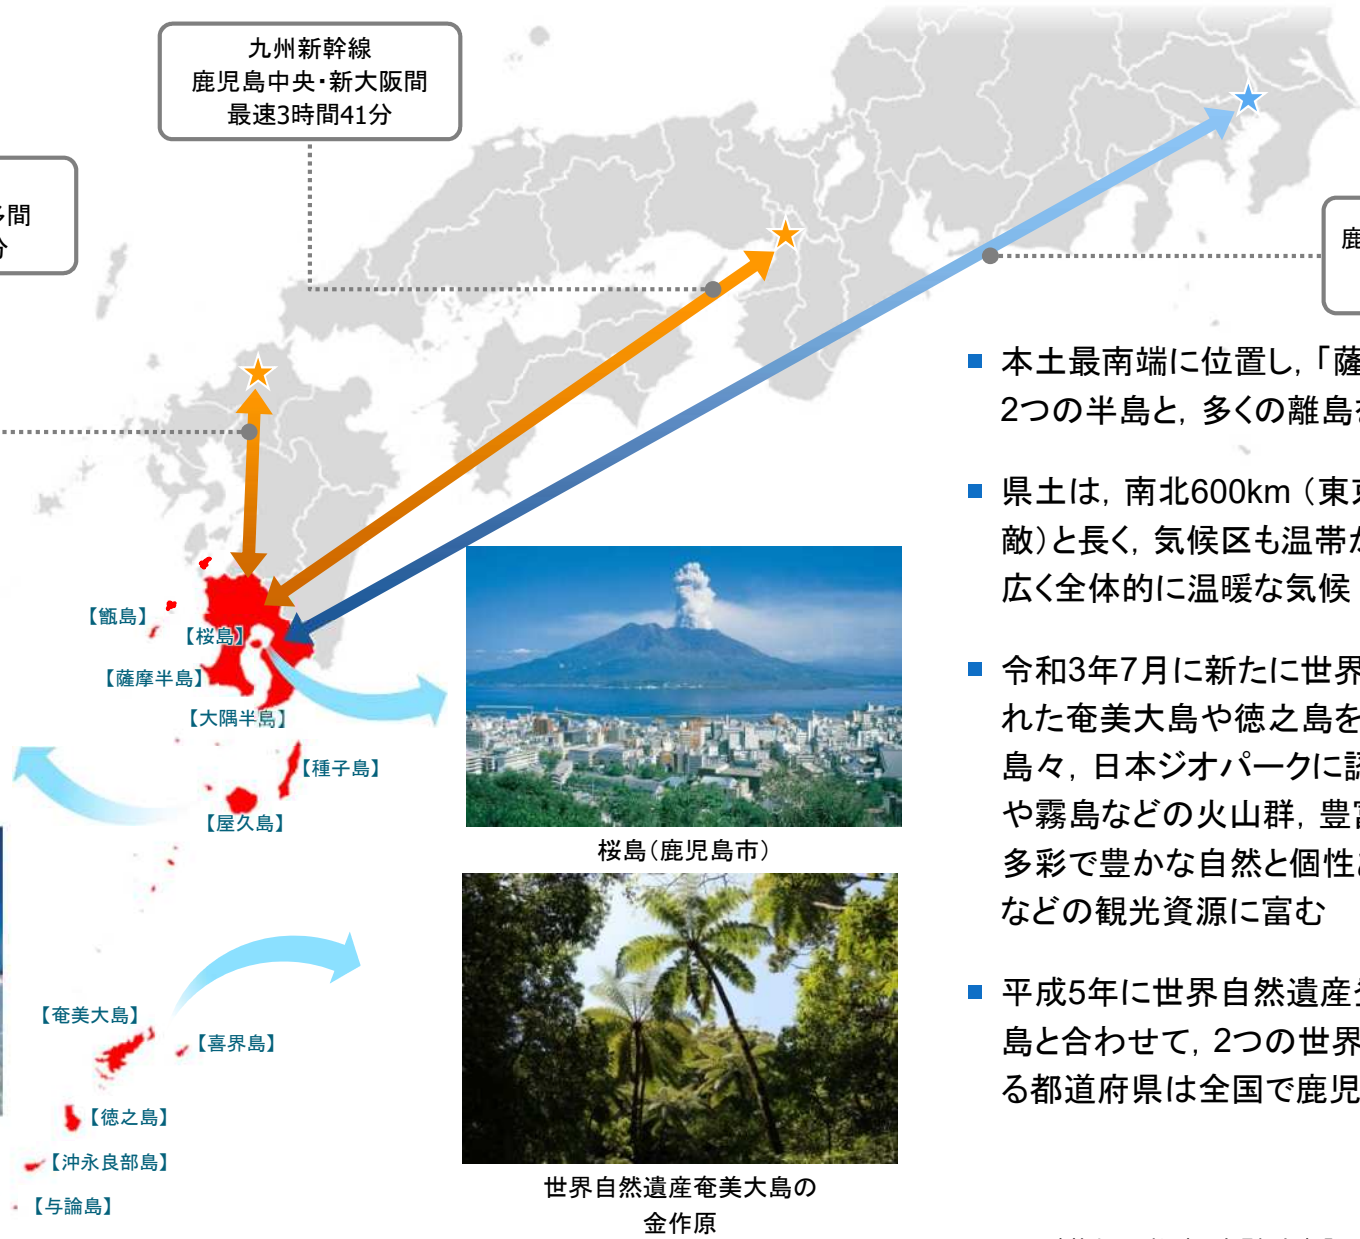 九州新幹線
鹿児島中央・新大阪間
最速3時間41分
間
分
鹿
本土最南端に位置し，「薩
2つの半島と，多くの離島
県土は，南北600km（東
敵）と長く，気候区も温帯
広く全体的に温暖な気候
令和3年7月に新たに世界
れた奄美大島や徳之島を
島々，日本ジオパークに
や霧島などの火山群，豊
多彩で豊かな自然と個性
などの観光資源に富む
平成5年に世界自然遺産
島と合わせて，2つの世界
る都道府県は全国で鹿児
【甑島】
【桜島】
【薩摩半島】
【大隅半島】
【種子島】
【屋久島】
【奄美大島】
【喜界島】
【徳之島】
【沖永良部島】
【与論島】
桜島（鹿児島市）
世界自然遺産奄美大島の
金作原